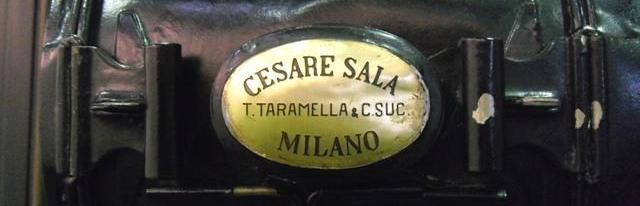 CESARE SALA
T. TARAMELLA & C. SUC.
MILANO